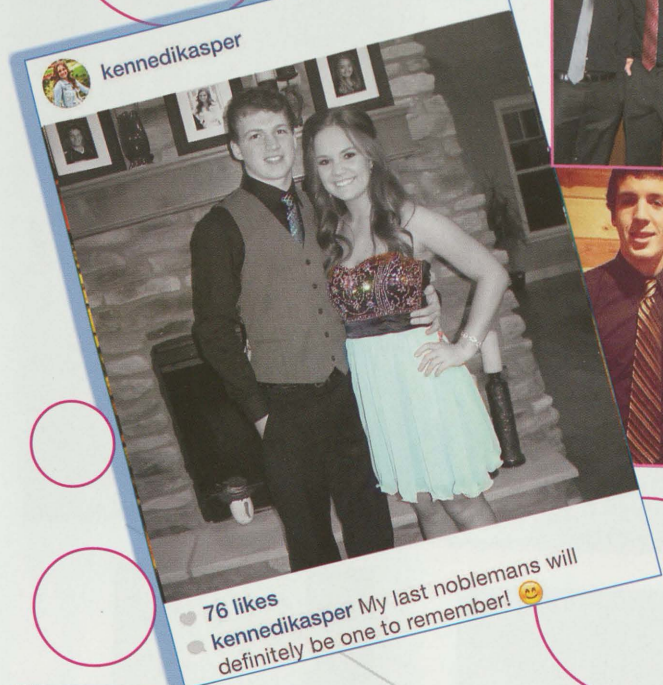 kennedikasper
76 likes
kennedikasper My last noblemans will
definitely be one to remember! 😊